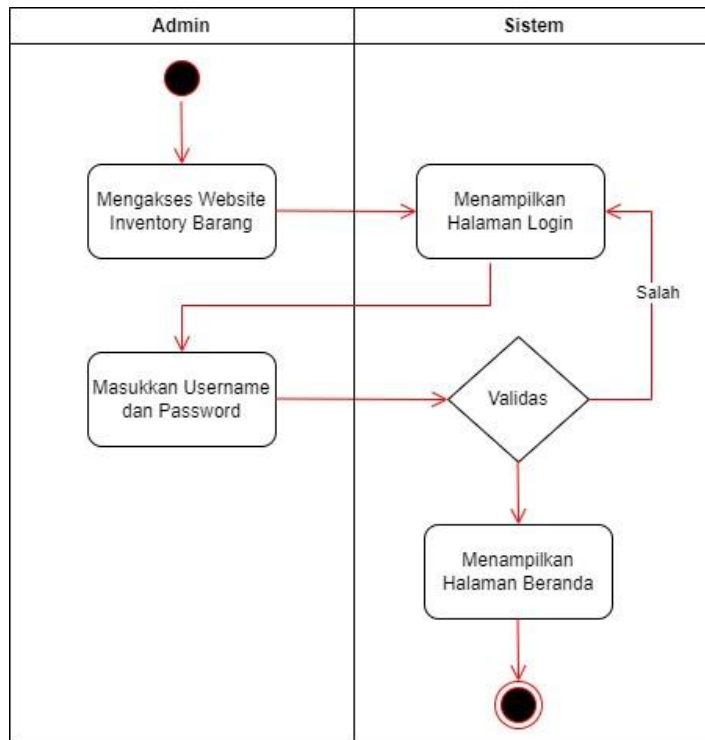 Admin
Sistem
Mengakses Website
Inventory Barang
Menampilkan
Halaman Login
Salah
Masukkan Username
dan Password
Validas
Menampilkan
Halaman Beranda